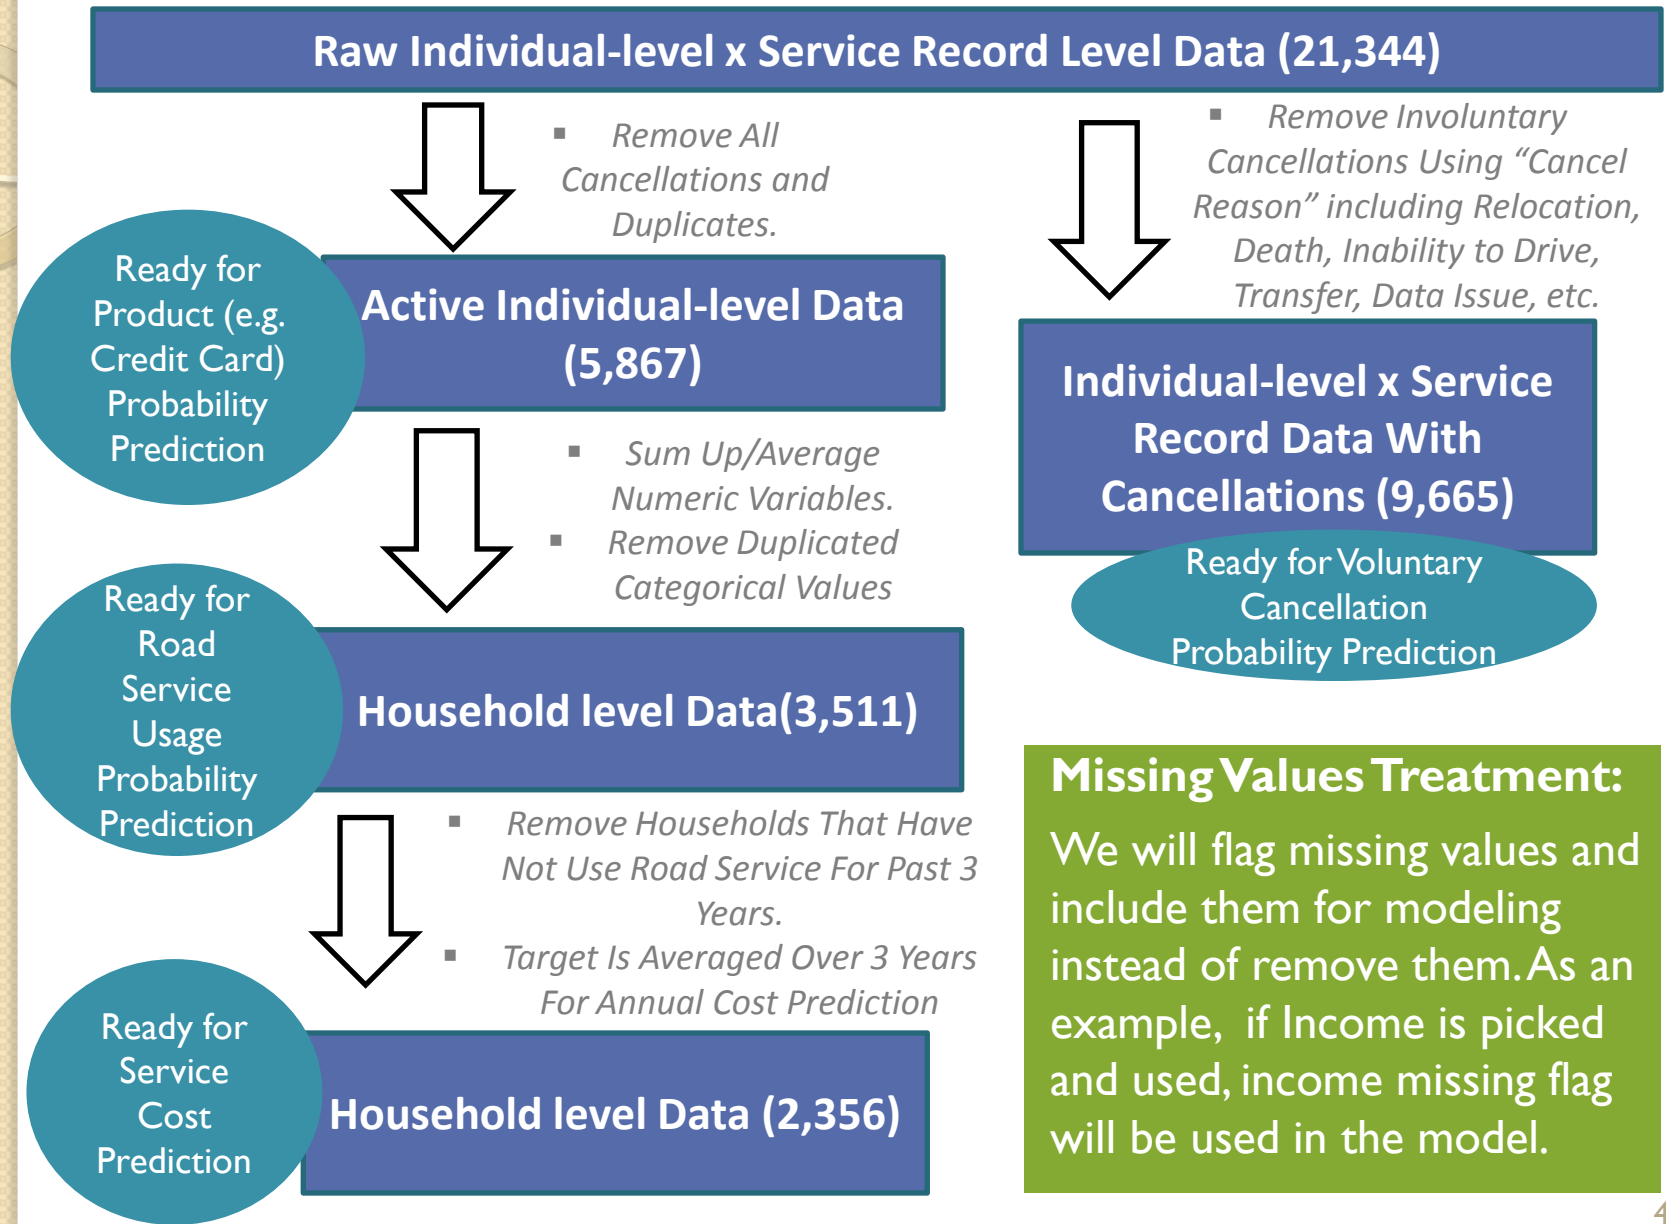 Raw Individual-level x Service Record Level Data (21,344)
▪ Remove All
Cancellations and
Duplicates.
▪ Remove Involuntary
Cancellations Using “Cancel
Reason” including Relocation,
Death, Inability to Drive,
Transfer, Data Issue, etc.
Ready for
Product (e.g.
Credit Card)
Probability
Prediction
Active Individual-level Data
(5,867)
Individual-level x Service
Record Data With
Cancellations (9,665)
Ready for Voluntary
Cancellation
Probability Prediction
▪ Sum Up/Average
Numeric Variables.
▪ Remove Duplicated
Categorical Values
Ready for
Road
Service
Usage
Probability
Prediction
Household level Data(3,511)
▪ Remove Households That Have
Not Use Road Service For Past 3
Years.
▪ Target Is Averaged Over 3 Years
For Annual Cost Prediction
Ready for
Service
Cost
Prediction
Household level Data (2,356)
Missing Values Treatment:
We will flag missing values and
include them for modeling
instead of remove them. As an
example, if Income is picked
and used, income missing flag
will be used in the model.
4